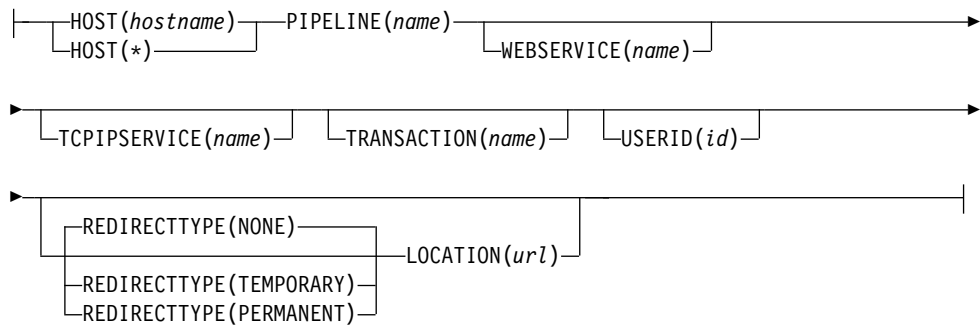 HOST(hostname) PIPELINE(name)
HOST(*) WEBSERVICE(name)
TCPIPSERVICE(name) TRANSACTION(name) USERID(id)
REDIRECTTYPE(NONE)
LOCATION(url)
REDIRECTTYPE(TEMPORARY)
REDIRECTTYPE(PERMANENT)